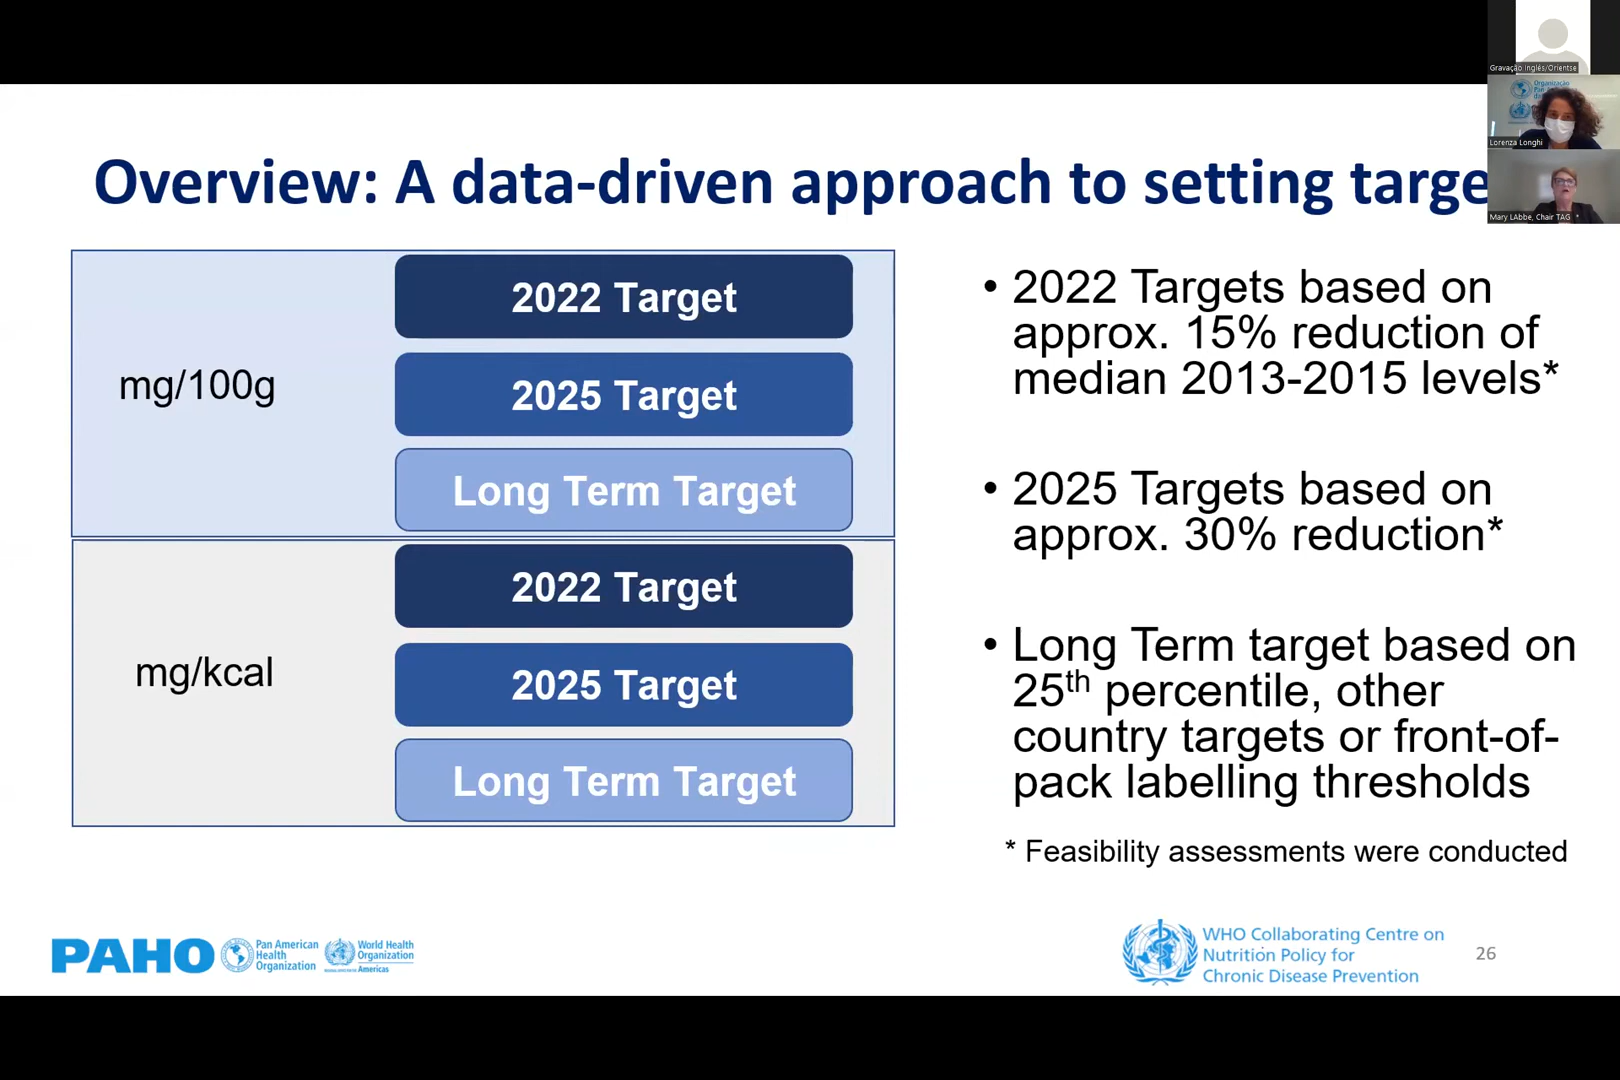 Gravação Inglês/Orientse
Organização
Lorenza Longhi
Mary LAbbe, Chair TAG
Overview: A data-driven approach to setting targe
mg/100g
2022 Target
2025 Target
Long Term Target
mg/kcal
2022 Target
2025 Target
Long Term Target
• 2022 Targets based on
approx. 15% reduction of
median 2013-2015 levels*
• 2025 Targets based on
approx. 30% reduction*
• Long Term target based on
25th percentile, other
country targets or front-of-
pack labelling thresholds
* Feasibility assessments were conducted
PAHO
Pan American
Health
Organization
World Health
Organization
Americas
WHO Collaborating Centre on
Nutrition Policy for
Chronic Disease Prevention
26